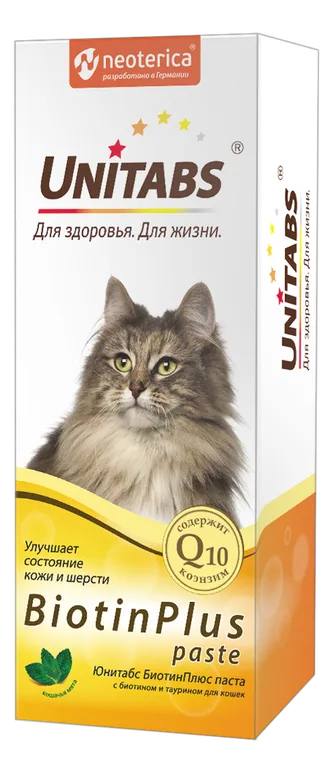 neoterica®
разработано в Германии
UNITABS®
Для здоровья. Для жизни.
UNITABS®
Для здоровья. Для жизни.
содержит
Q10
коэнзим
Улучшает
состояние
кожи и шерсти
BiotinPlus
paste
Юнитабс БиотинПлюс паста
с биотином и таурином для кошек
кошачья мята